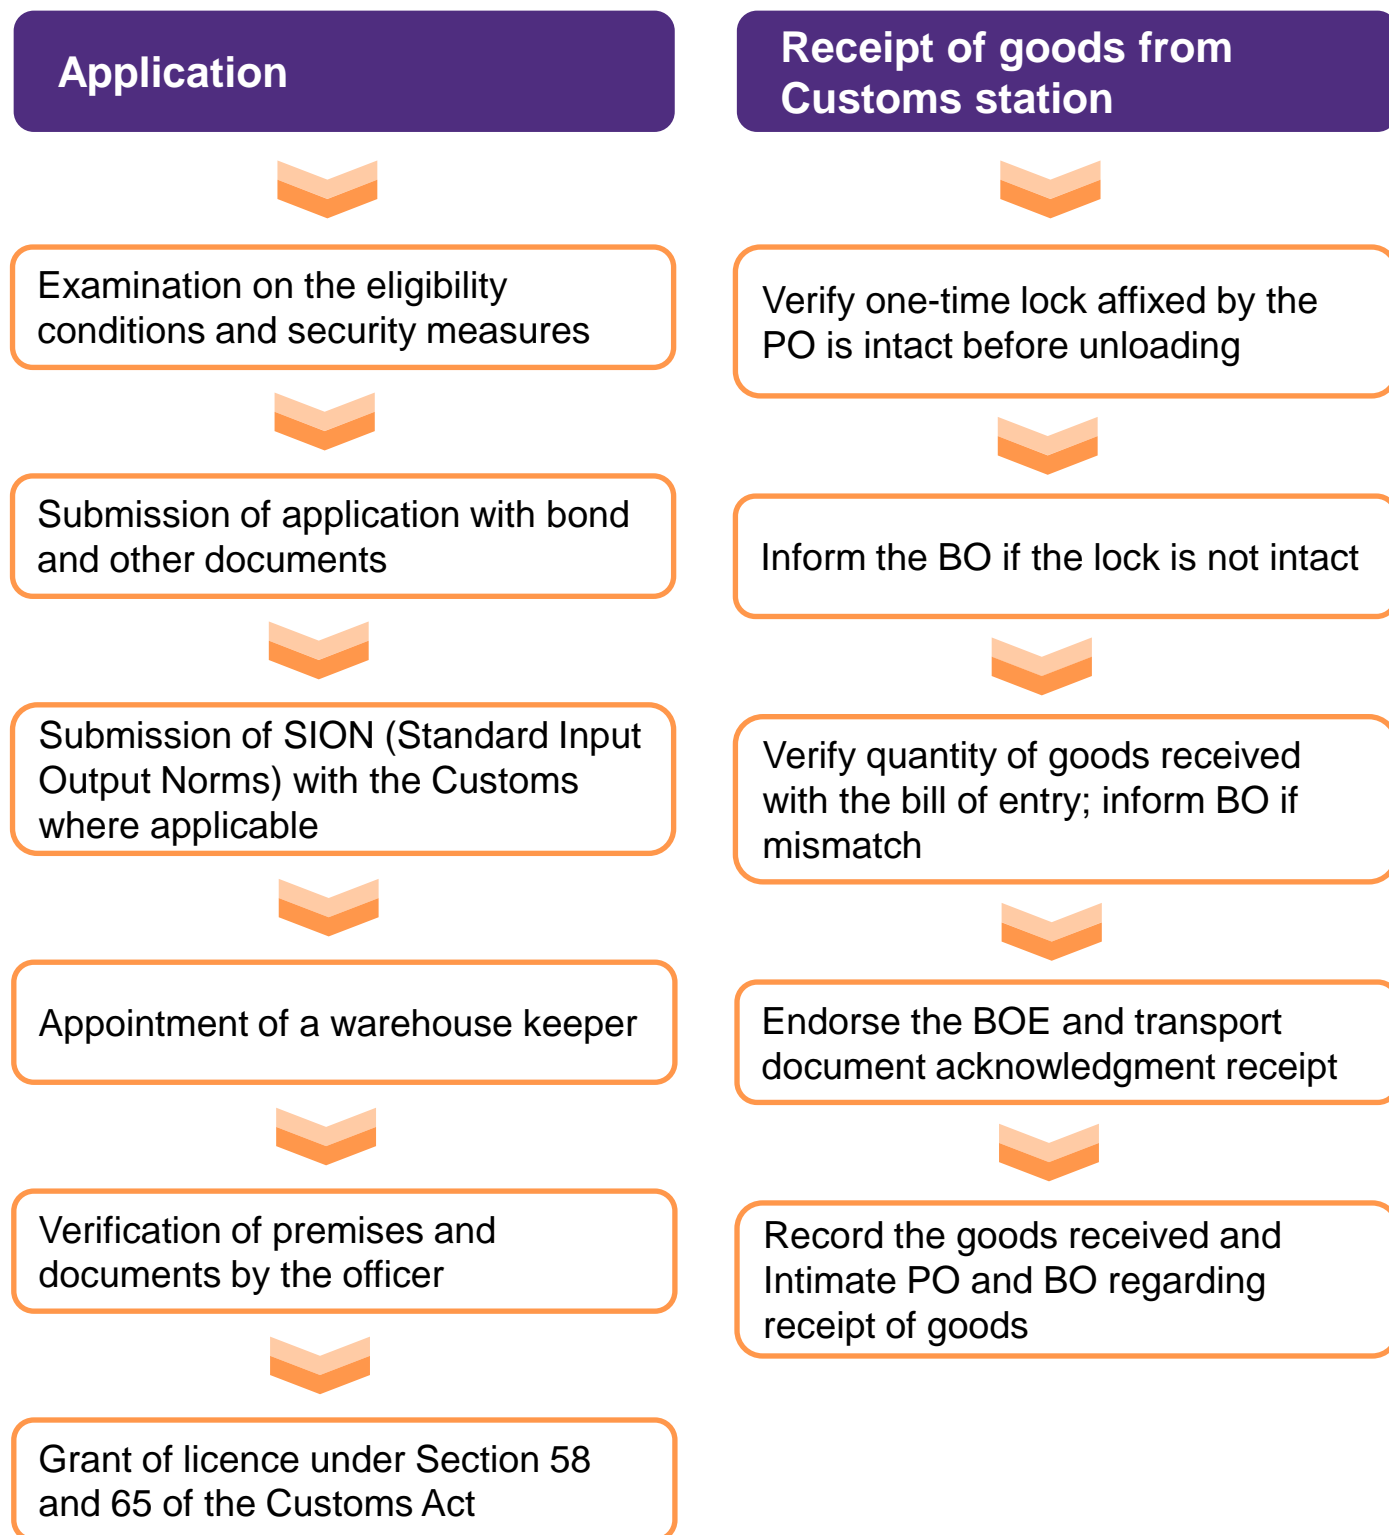 Application
Examination on the eligibility
conditions and security measures
Submission of application with bond
and other documents
Submission of SION (Standard Input
Output Norms) with the Customs
where applicable
Appointment of a warehouse keeper
Verification of premises and
documents by the officer
Grant of licence under Section 58
and 65 of the Customs Act
Receipt of goods from
Customs station
Verify one-time lock affixed by the
PO is intact before unloading
Inform the BO if the lock is not intact
Verify quantity of goods received
with the bill of entry; inform BO if
mismatch
Endorse the BOE and transport
document acknowledgment receipt
Record the goods received and
Intimate PO and BO regarding
receipt of goods